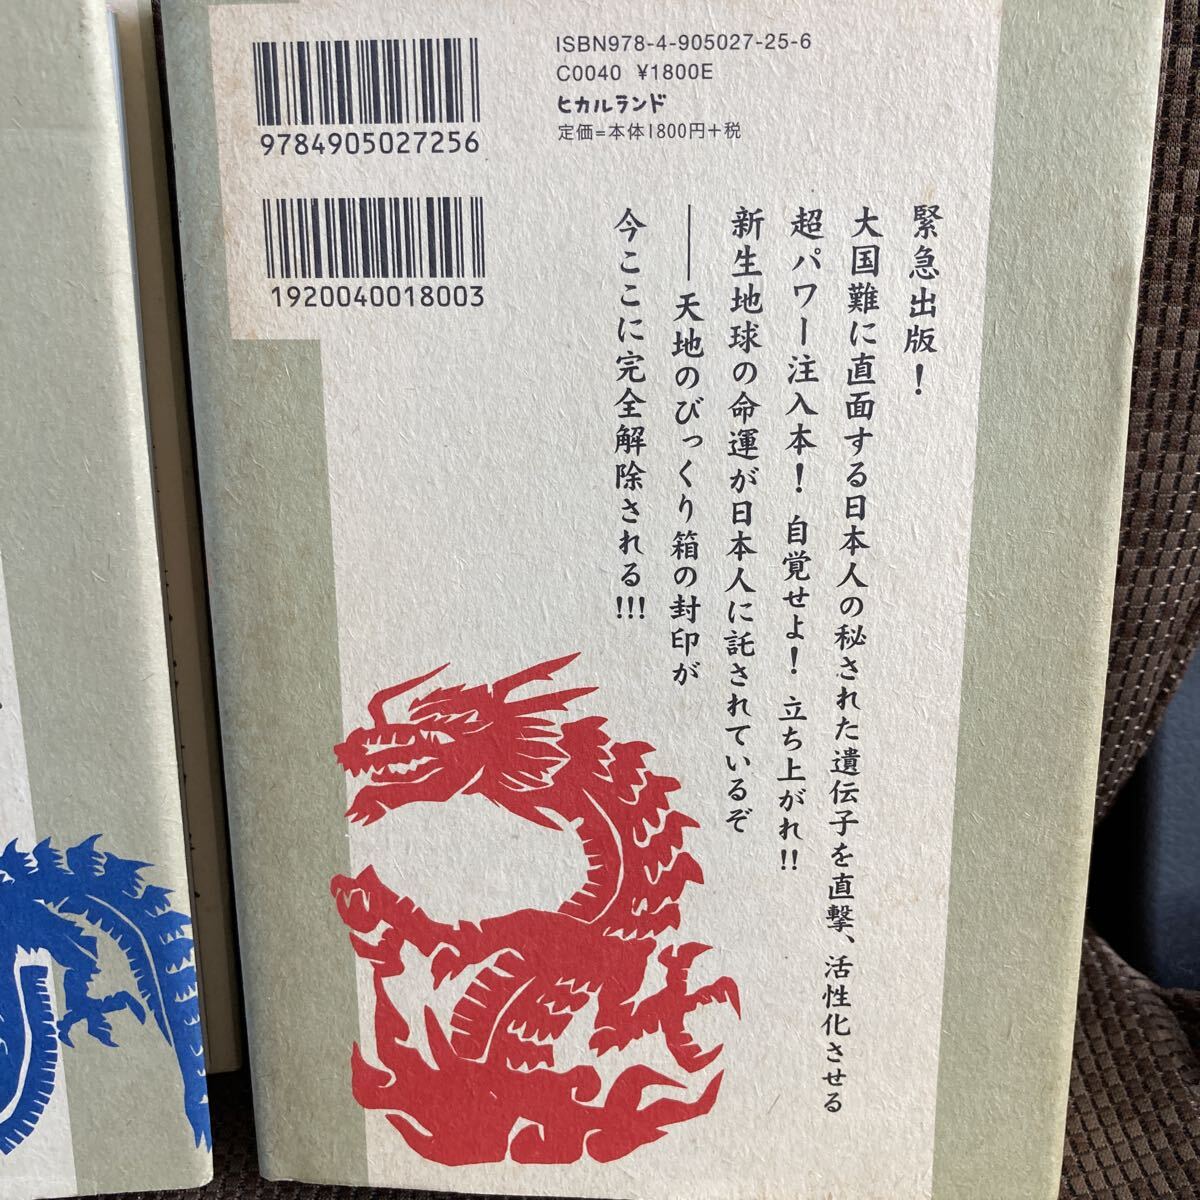 ISBN978-4-905027-25-6
C0040 ¥1800E
ヒカルランド
定価=本体1800円+税
9784905027256
1920040018003
緊急出版!
大国難に直面する日本人の秘された遺伝子を直撃、活性化させる
超パワー注入本! 自覚せよ! 立ち上がれ!!
新生地球の命運が日本人に託されているぞ
――天地のびっくり箱の封印が
今ここに完全解除される!!!